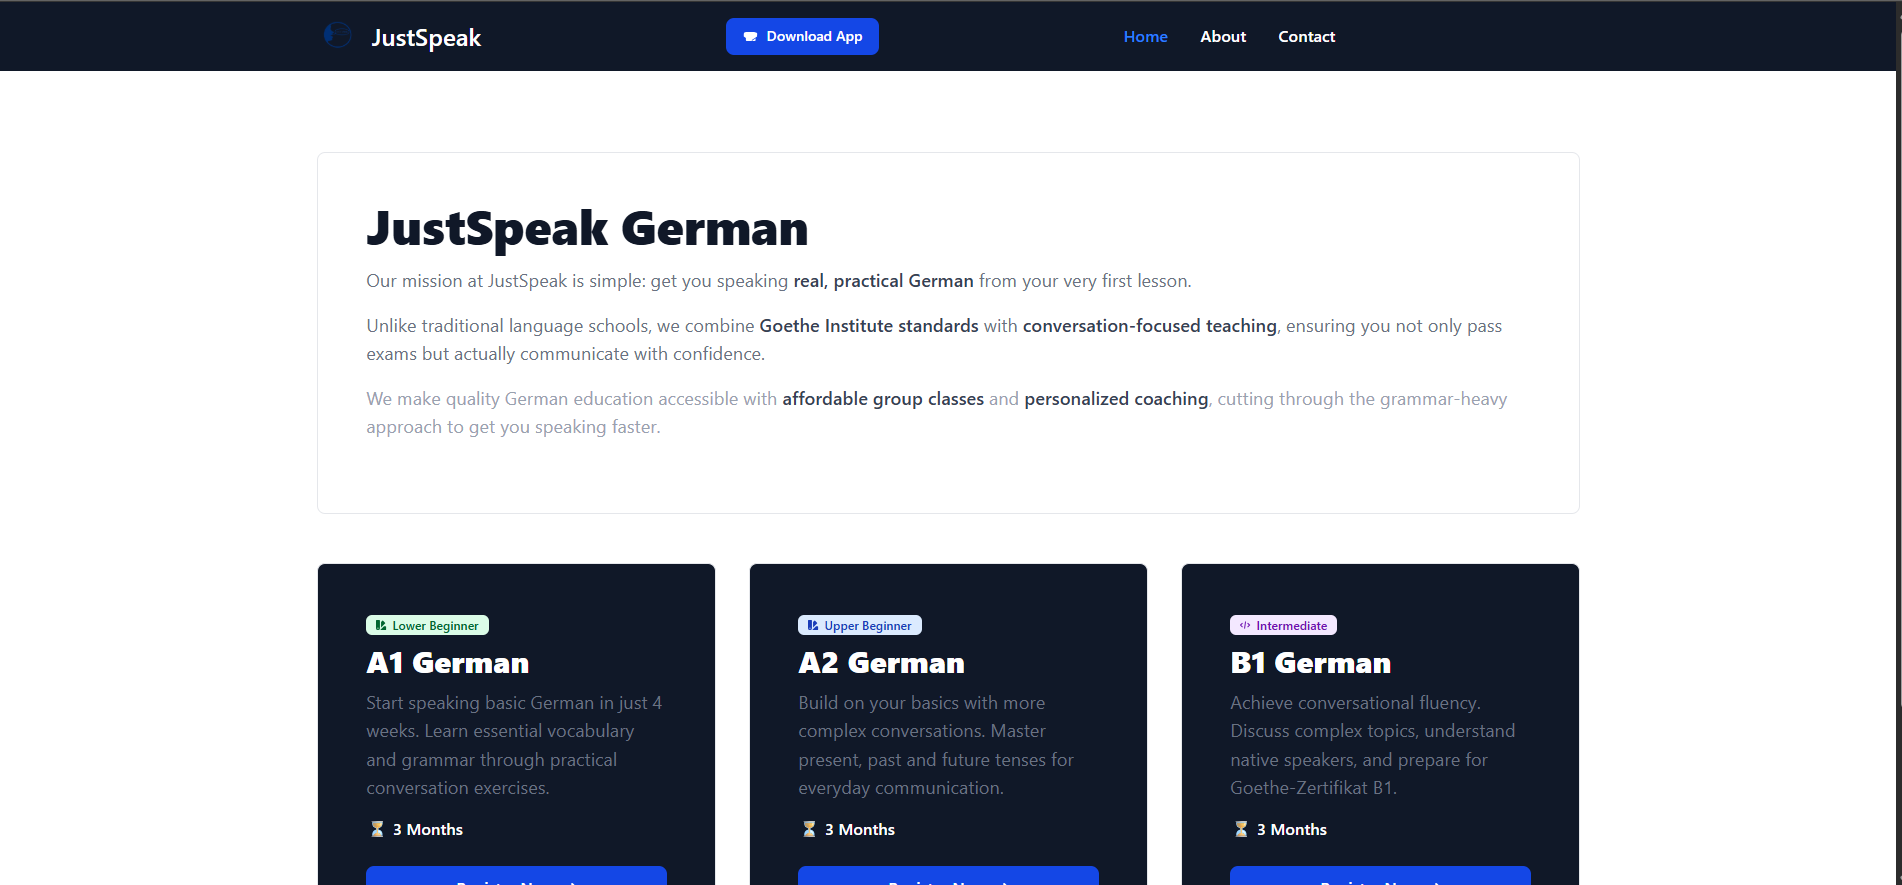 JustSpeak
Download App
Home
About
Contact
JustSpeak German
Our mission at JustSpeak is simple: get you speaking real, practical German from your very first lesson.
Unlike traditional language schools, we combine Goethe Institute standards with conversation-focused teaching, ensuring you not only pass
exams but actually communicate with confidence.
We make quality German education accessible with affordable group classes and personalized coaching, cutting through the grammar-heavy
approach to get you speaking faster.
Lower Beginner
A1 German
Start speaking basic German in just 4
weeks. Learn essential vocabulary
and grammar through practical
conversation exercises.
⏳ 3 Months
Upper Beginner
A2 German
Build on your basics with more
complex conversations. Master
present, past and future tenses for
everyday communication.
⏳ 3 Months
Intermediate
B1 German
Achieve conversational fluency.
Discuss complex topics, understand
native speakers, and prepare for
Goethe-Zertifikat B1.
⏳ 3 Months